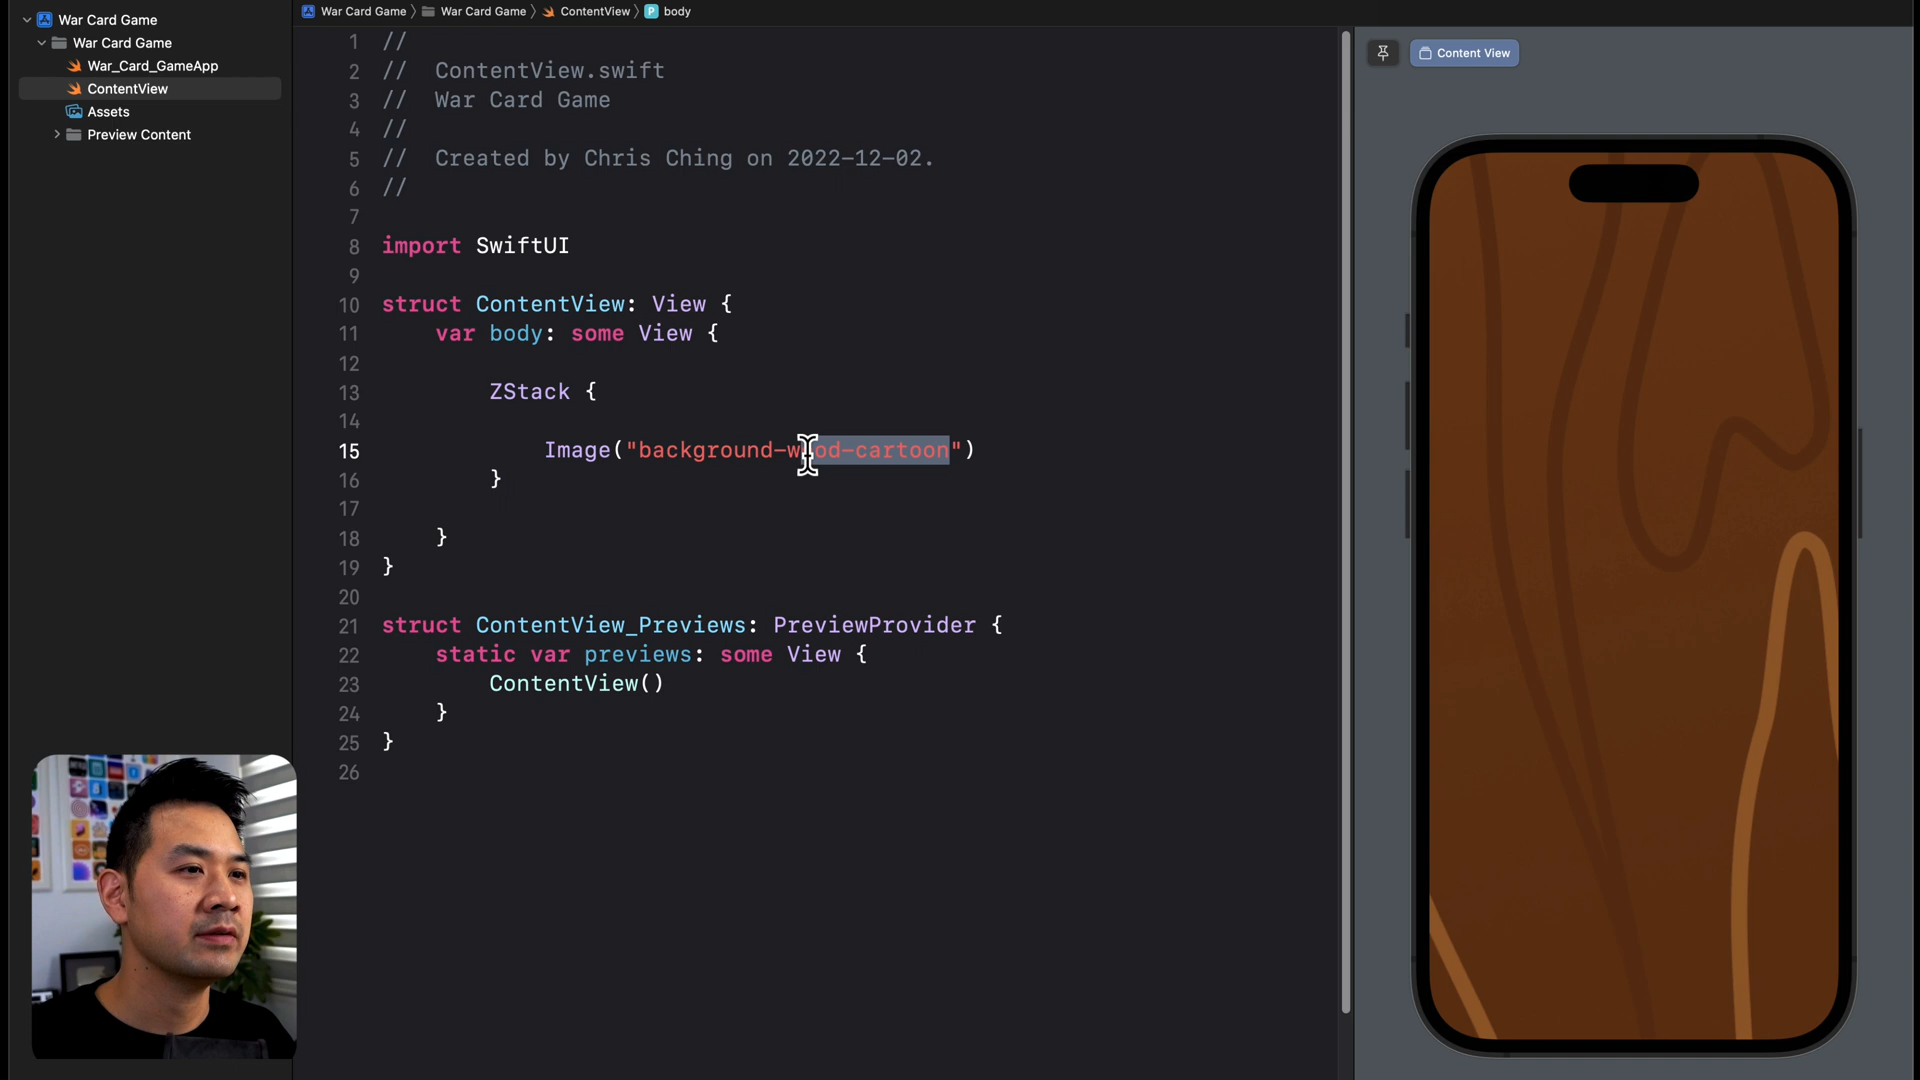 War Card Game
War Card Game
War_Card_GameApp
ContentView
Assets
Preview Content
War Card Game
War Card Game
ContentView
P
body
1 //
2 //  ContentView.swift
3 //  War Card Game
4 //
5 //  Created by Chris Ching on 2022-12-02.
6 //
7
8 import SwiftUI
9
10 struct ContentView: View {
11     var body: some View {
12
13         ZStack {
14
15             Image("background-wood-cartoon")
16         }
17
18     }
19 }
20
21 struct ContentView_Previews: PreviewProvider {
22     static var previews: some View {
23         ContentView()
24     }
25 }
26
Content View